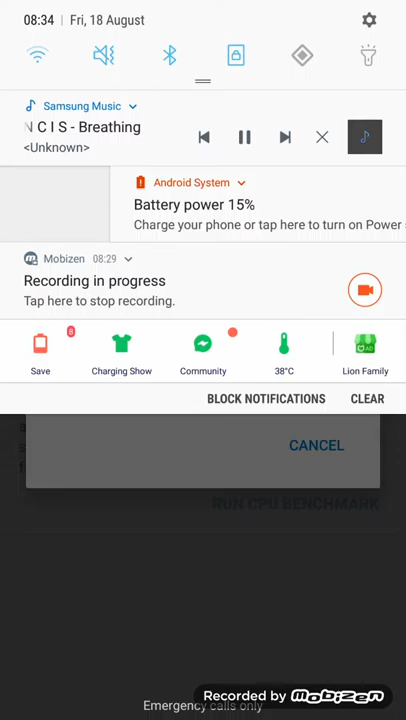 08:34 | Fri, 18 August
Samsung Music
N C I S - Breathing
<Unknown>
Android System
Battery power 15%
Charge your phone or tap here to turn on Power s
Mobizen 08:29
Recording in progress
Tap here to stop recording.
8
Save
Charging Show
Community
38°C
AD
Lion Family
BLOCK NOTIFICATIONS
CLEAR
CANCEL
RUN CPU BENCHMARK
Recorded by mobizen
Emergency calls only